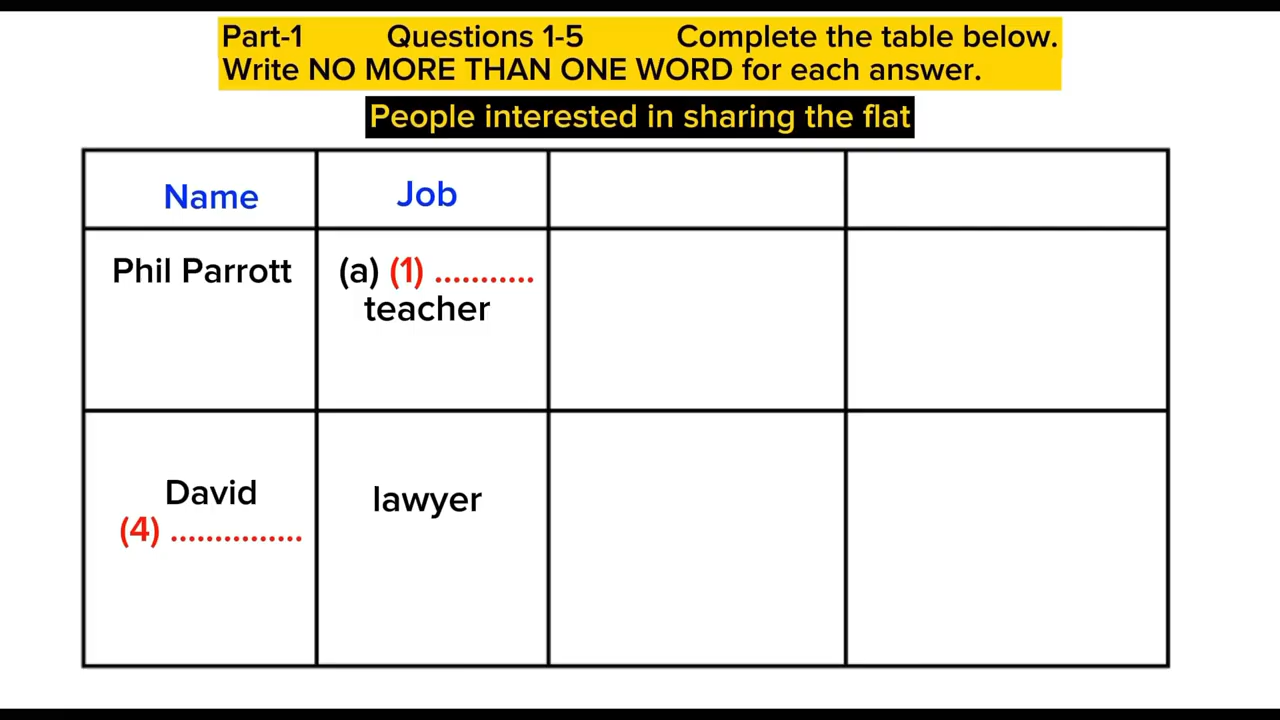 Part-1 Questions 1-5 Complete the table below.
Write NO MORE THAN ONE WORD for each answer.
People interested in sharing the flat
Name Job
Phil Parrott (a) (1) ...........
teacher
David lawyer
(4) ...............